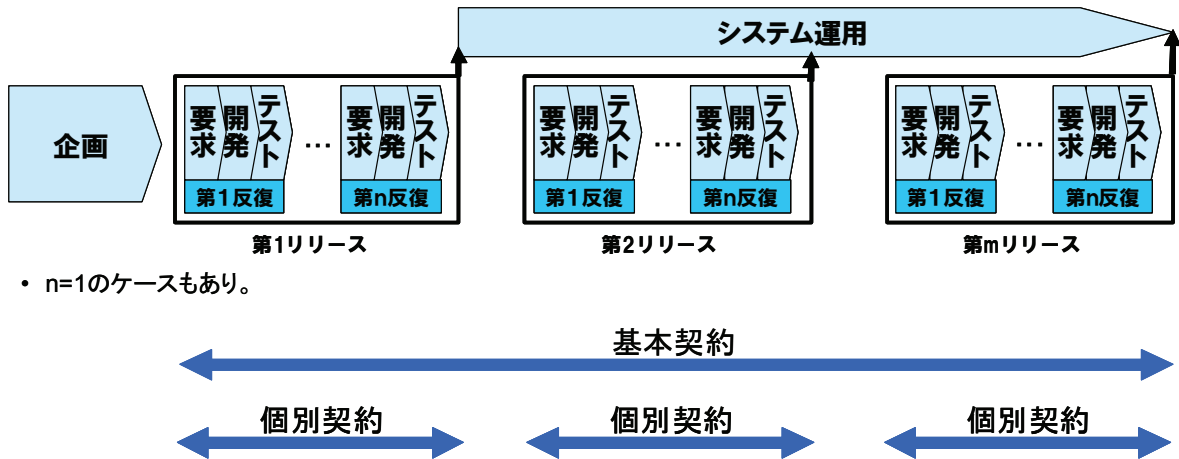 システム運用
企画
要求 開発 テスト … 要求 開発 テスト
第1反復 第n反復
第1リリース
要求 開発 テスト … 要求 開発 テスト
第1反復 第n反復
第2リリース
要求 開発 テスト … 要求 開発 テスト
第1反復 第n反復
第mリリース
• n=1のケースもあり。
基本契約
個別契約 個別契約 個別契約